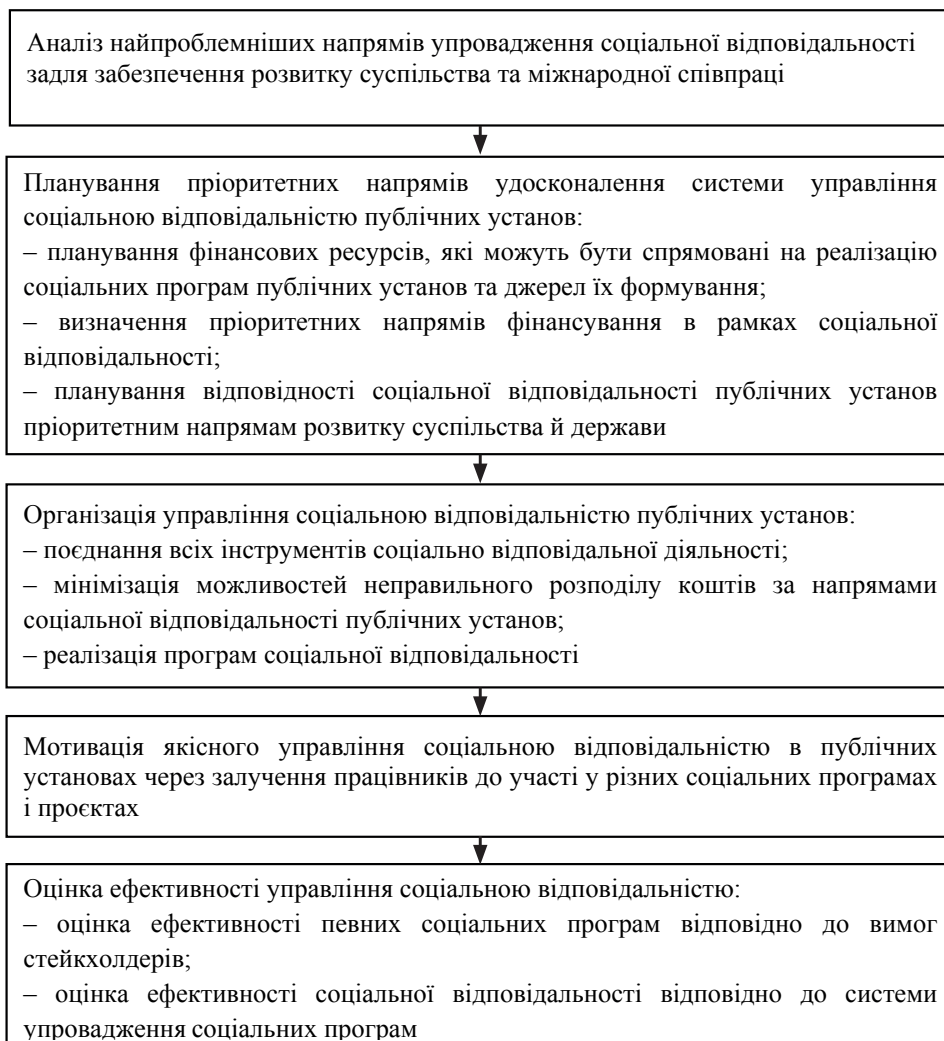 Аналіз найпроблемніших напрямів упровадження соціальної відповідальності
задля забезпечення розвитку суспільства та міжнародної співпраці
Планування пріоритетних напрямів удосконалення системи управління
соціальною відповідальністю публічних установ:
– планування фінансових ресурсів, які можуть бути спрямовані на реалізацію
соціальних програм публічних установ та джерел їх формування;
– визначення пріоритетних напрямів фінансування в рамках соціальної
відповідальності;
– планування відповідності соціальної відповідальності публічних установ
пріоритетним напрямам розвитку суспільства й держави
Організація управління соціальною відповідальністю публічних установ:
– поєднання всіх інструментів соціально відповідальної діяльності;
– мінімізація можливостей неправильного розподілу коштів за напрямами
соціальної відповідальності публічних установ;
– реалізація програм соціальної відповідальності
Мотивація якісного управління соціальною відповідальністю в публічних
установах через залучення працівників до участі у різних соціальних програмах
і проєктах
Оцінка ефективності управління соціальною відповідальністю:
– оцінка ефективності певних соціальних програм відповідно до вимог
стейкхолдерів;
– оцінка ефективності соціальної відповідальності відповідно до системи
упровадження соціальних програм